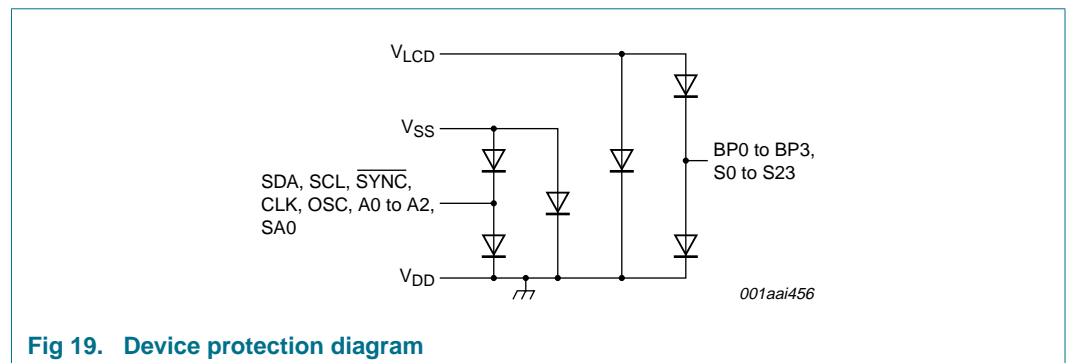 VLCD
VSS
SDA, SCL, S̅Y̅N̅C̅,
CLK, OSC, A0 to A2,
SA0
BP0 to BP3,
S0 to S23
VDD
001aai456
Fig 19. Device protection diagram